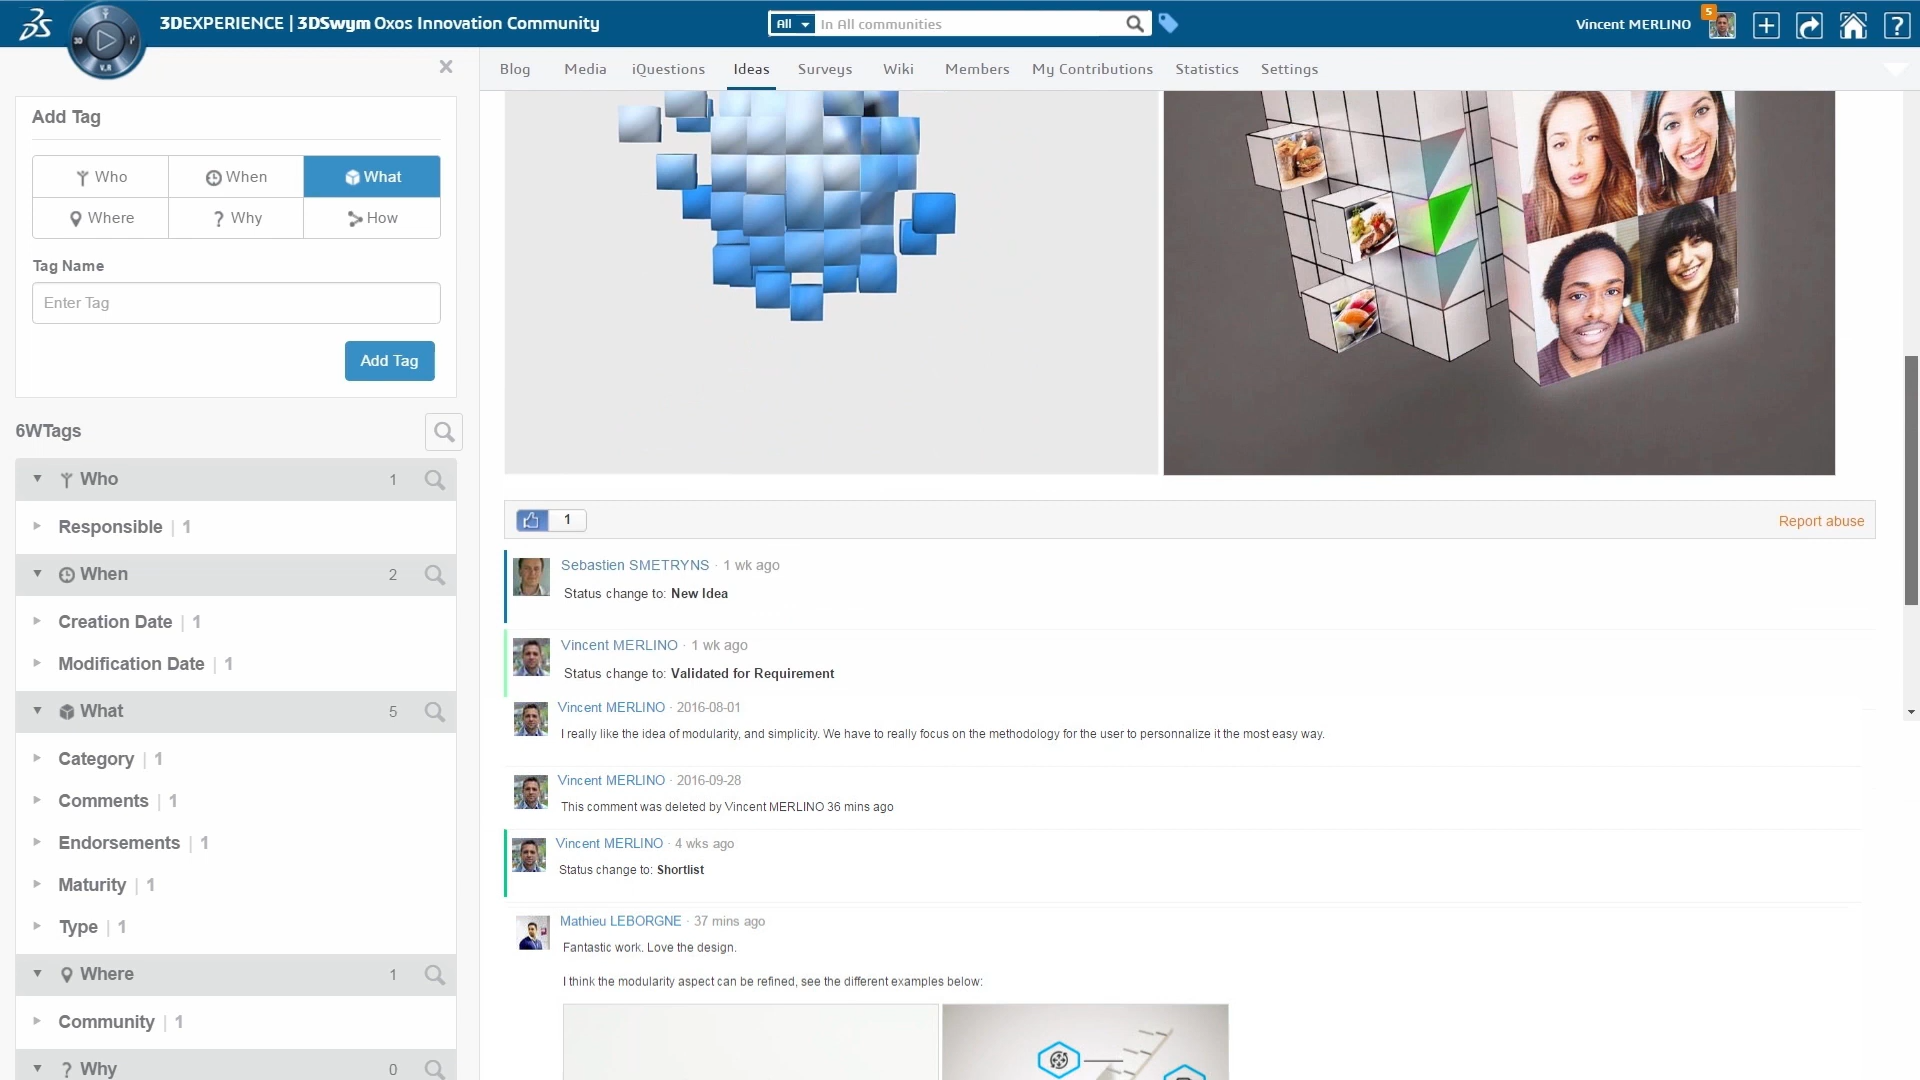 3DEXPERIENCE | 3DSwym Oxos Innovation Community
All
In All communities
Vincent MERLINO
5
3D
V.R
Blog
Media
iQuestions
Ideas
Surveys
Wiki
Members
My Contributions
Statistics
Settings
Add Tag
Who
When
What
Where
? Why
How
Tag Name
Enter Tag
Add Tag
6WTags
Who 1
Responsible | 1
When 2
Creation Date | 1
Modification Date | 1
What 5
Category | 1
Comments | 1
Endorsements | 1
Maturity | 1
Type | 1
Where 1
Community | 1
? Why 0
1
Report abuse
Sebastien SMETRYNS · 1 wk ago
Status change to: New Idea
Vincent MERLINO · 1 wk ago
Status change to: Validated for Requirement
Vincent MERLINO · 2016-08-01
I really like the idea of modularity, and simplicity. We have to really focus on the methodology for the user to personnalize it the most easy way.
Vincent MERLINO · 2016-09-28
This comment was deleted by Vincent MERLINO 36 mins ago
Vincent MERLINO · 4 wks ago
Status change to: Shortlist
Mathieu LEBORGNE · 37 mins ago
Fantastic work. Love the design.
I think the modularity aspect can be refined, see the different examples below: